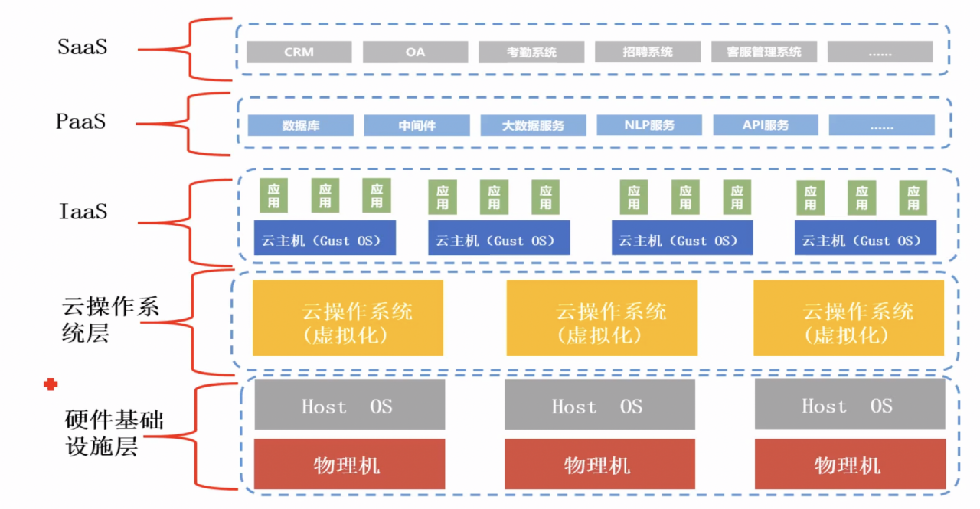 SaaS
CRM OA 考勤系统 招聘系统 客服管理系统 ......
PaaS
数据库 中间件 大数据服务 NLP服务 API服务 ......
IaaS
应用 应用 应用 应用 应用 应用 应用 应用 应用 应用 应用 应用
云主机（Gust OS） 云主机（Gust OS） 云主机（Gust OS） 云主机（Gust OS）
云操作系
统层
云操作系统 云操作系统 云操作系统
(虚拟化) (虚拟化) (虚拟化)
硬件基础
设施层
Host OS Host OS Host OS
物理机 物理机 物理机